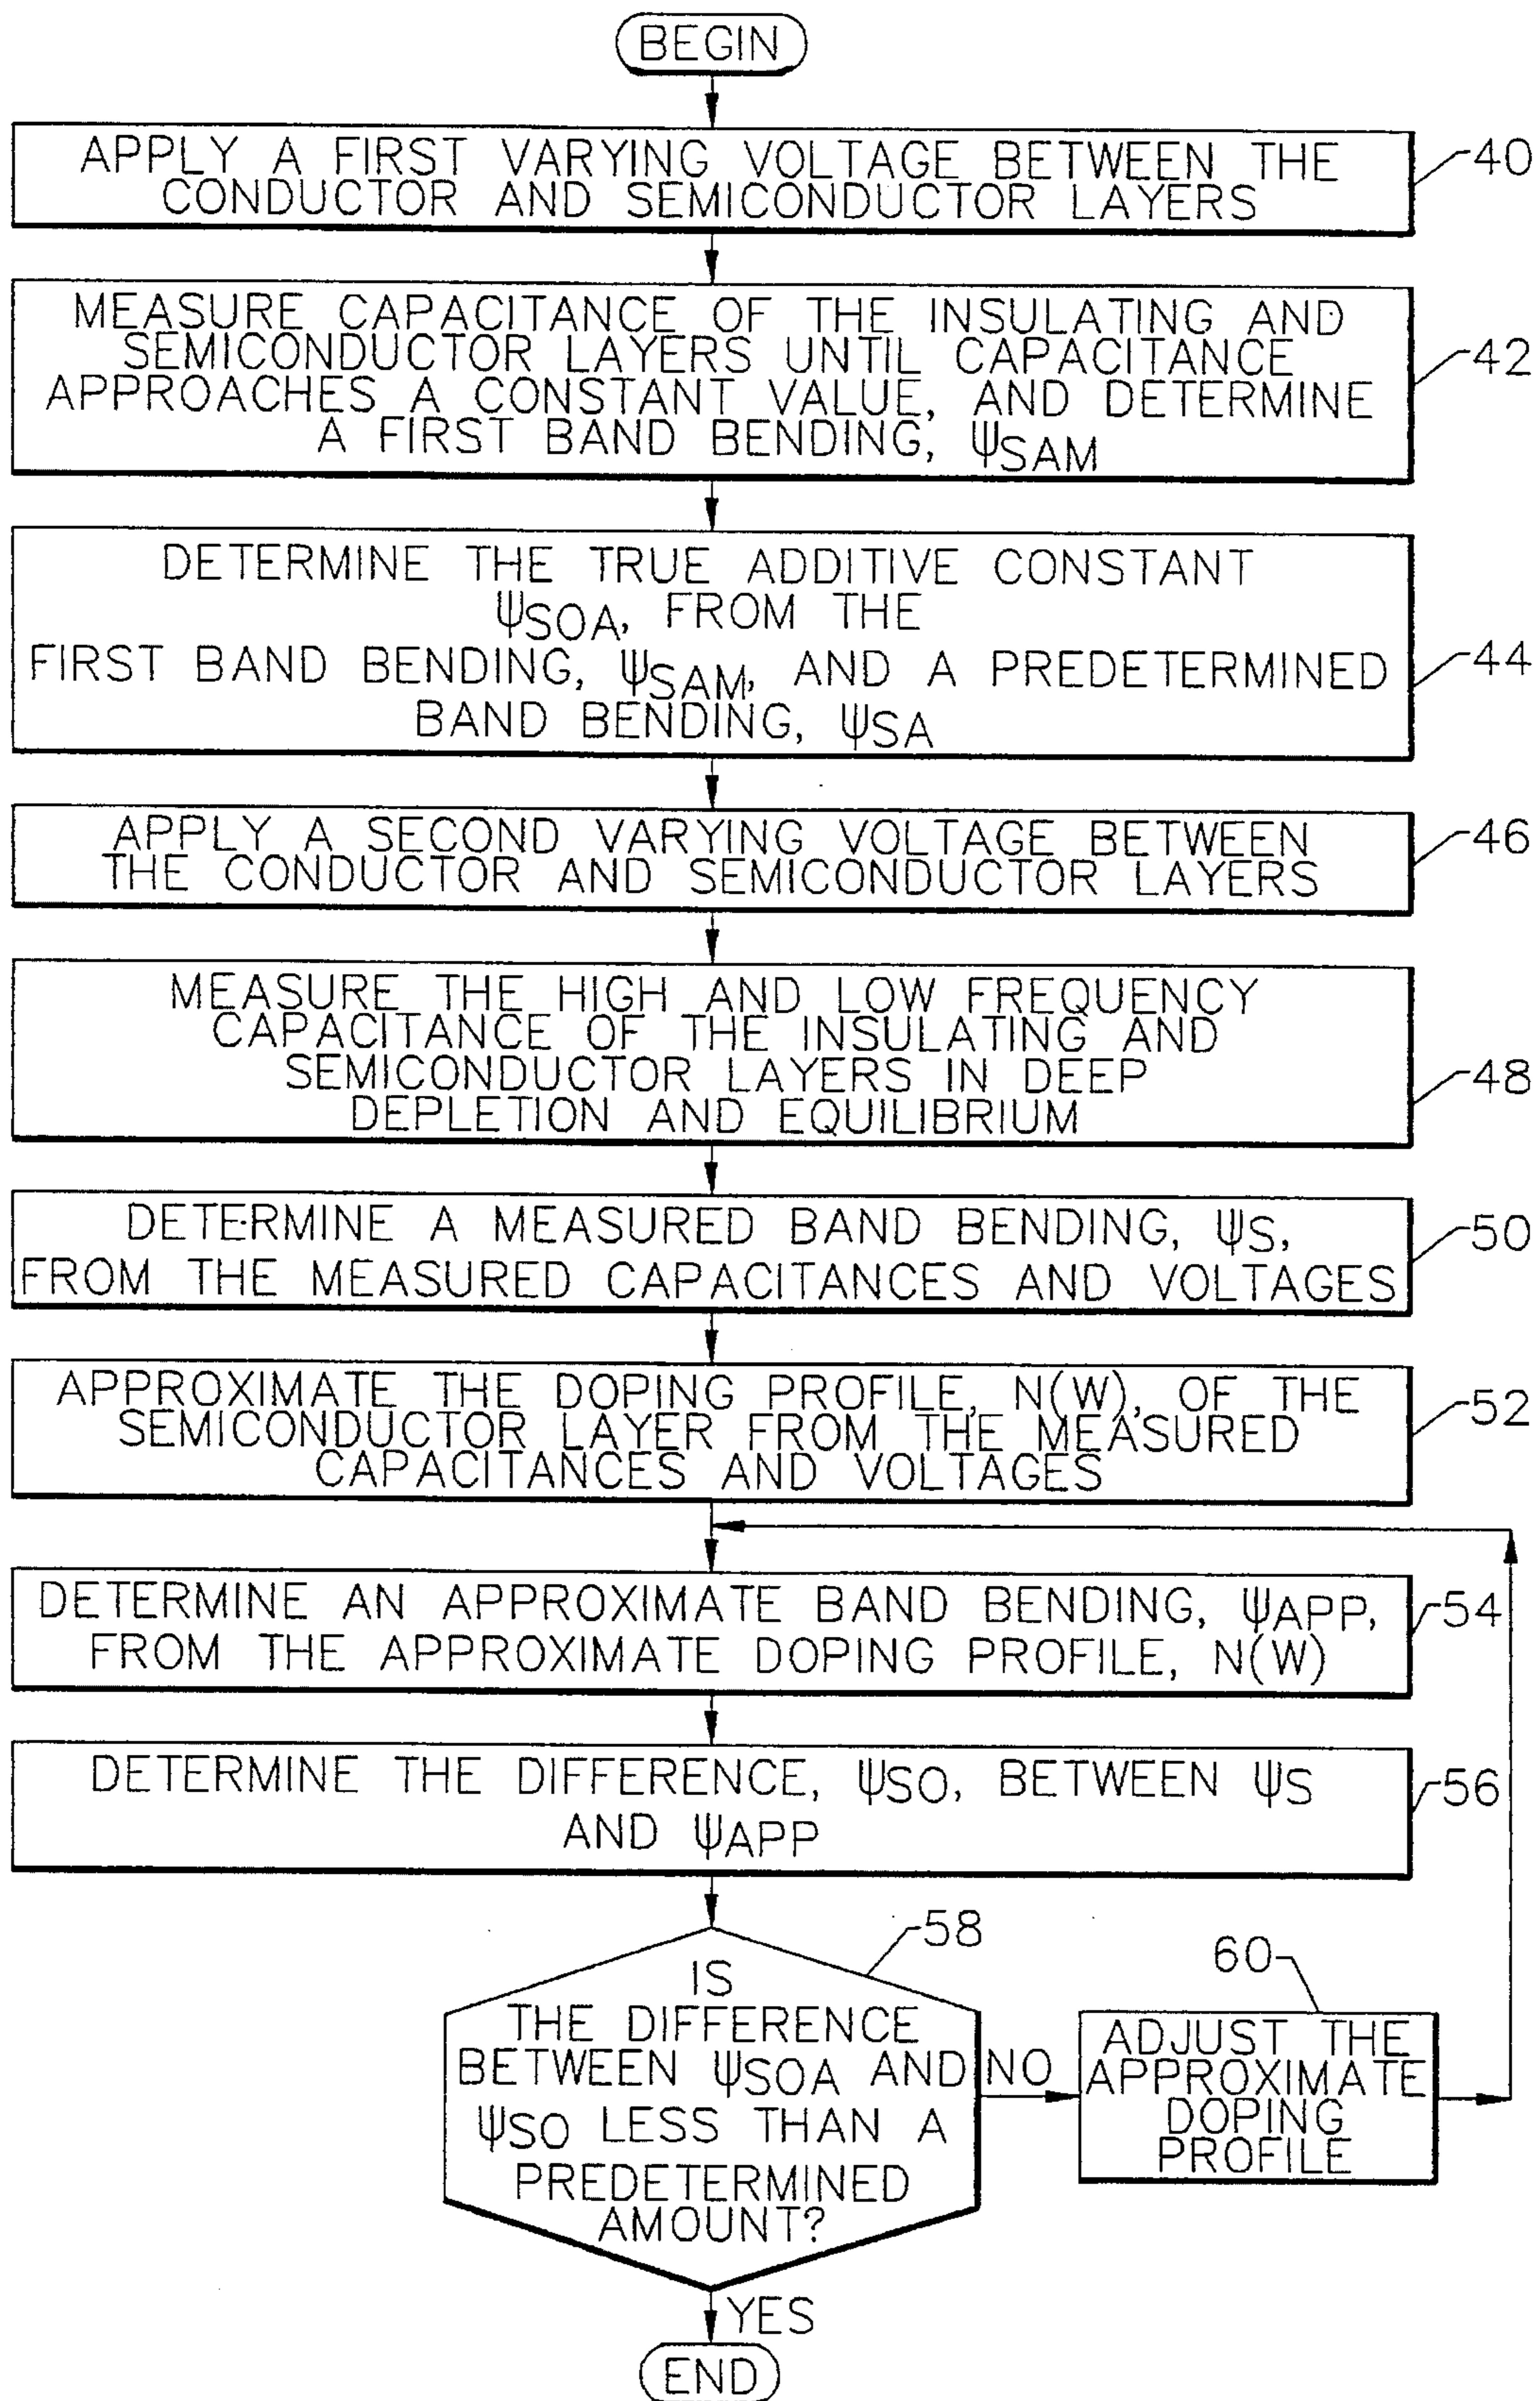 BEGIN
APPLY A FIRST VARYING VOLTAGE BETWEEN THE
CONDUCTOR AND SEMICONDUCTOR LAYERS
40
MEASURE CAPACITANCE OF THE INSULATING AND
SEMICONDUCTOR LAYERS UNTIL CAPACITANCE
APPROACHES A CONSTANT VALUE, AND DETERMINE
A FIRST BAND BENDING, ΨSAM
42
DETERMINE THE TRUE ADDITIVE CONSTANT
ΨSOA, FROM THE
FIRST BAND BENDING, ΨSAM, AND A PREDETERMINED
BAND BENDING, ΨSA
44
APPLY A SECOND VARYING VOLTAGE BETWEEN
THE CONDUCTOR AND SEMICONDUCTOR LAYERS
46
MEASURE THE HIGH AND LOW FREQUENCY
CAPACITANCE OF THE INSULATING AND
SEMICONDUCTOR LAYERS IN DEEP
DEPLETION AND EQUILIBRIUM
48
DETERMINE A MEASURED BAND BENDING, ΨS,
FROM THE MEASURED CAPACITANCES AND VOLTAGES
50
APPROXIMATE THE DOPING PROFILE, N(W), OF THE
SEMICONDUCTOR LAYER FROM THE MEASURED
CAPACITANCES AND VOLTAGES
52
DETERMINE AN APPROXIMATE BAND BENDING, ΨAPP,
FROM THE APPROXIMATE DOPING PROFILE, N(W)
54
DETERMINE THE DIFFERENCE, ΨSO, BETWEEN ΨS
AND ΨAPP
56
IS
THE DIFFERENCE
BETWEEN ΨSOA AND
ΨSO LESS THAN A
PREDETERMINED
AMOUNT?
58
NO
60
ADJUST THE
APPROXIMATE
DOPING
PROFILE
YES
END